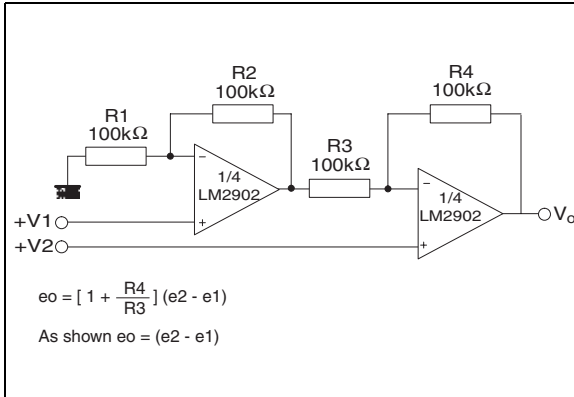 R2
100kΩ
R4
100kΩ
R1
100kΩ
R3
100kΩ
1/4
LM2902
1/4
LM2902
+V1
+V2
Vo
eo = [ 1 + R4/R3 ] (e2 - e1)
As shown eo = (e2 - e1)